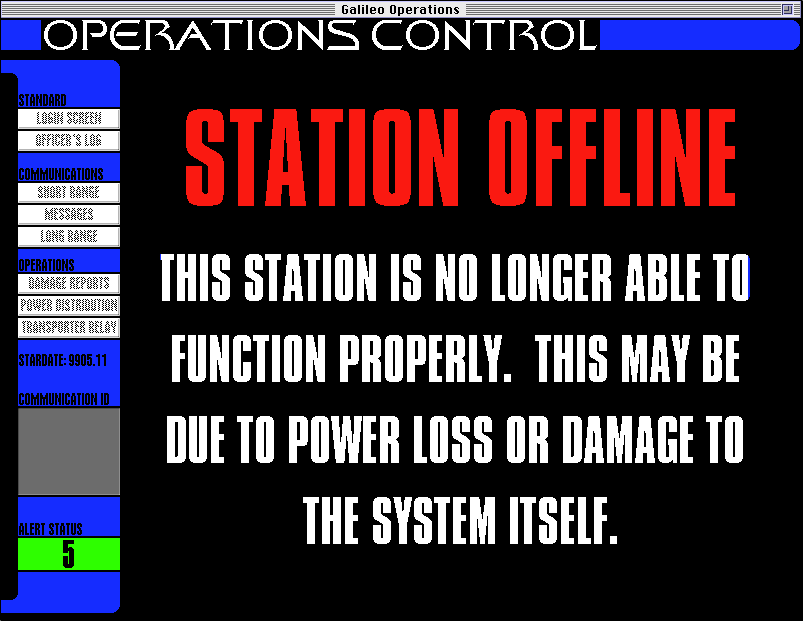 Galileo Operations
OPERATIONS CONTROL
STANDARD
LOGIN SCREEN
OFFICER'S LOG
COMMUNICATIONS
SHORT RANGE
MESSAGES
LONG RANGE
OPERATIONS
DAMAGE REPORTS
POWER DISTRIBUTION
TRANSPORTER RELAY
STARDATE: 9905.11
COMMUNICATION ID
ALERT STATUS
5
STATION OFFLINE
THIS STATION IS NO LONGER ABLE TO
FUNCTION PROPERLY. THIS MAY BE
DUE TO POWER LOSS OR DAMAGE TO
THE SYSTEM ITSELF.